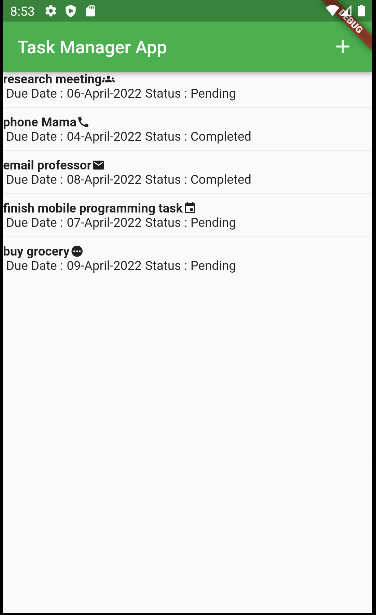 8:53
DEBUG
Task Manager App
research meeting
Due Date : 06-April-2022 Status : Pending
phone Mama
Due Date : 04-April-2022 Status : Completed
email professor
Due Date : 08-April-2022 Status : Completed
finish mobile programming task
Due Date : 07-April-2022 Status : Pending
buy grocery
Due Date : 09-April-2022 Status : Pending